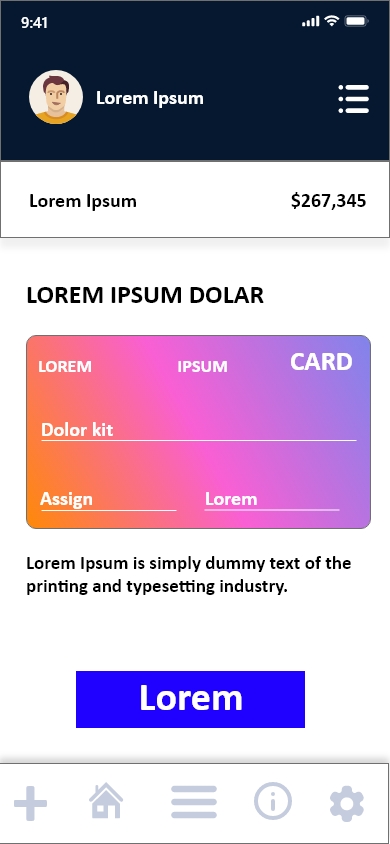 9:41
Lorem Ipsum
Lorem Ipsum $267,345
LOREM IPSUM DOLAR
LOREM IPSUM CARD
Dolor kit
Assign Lorem
Lorem Ipsum is simply dummy text of the
printing and typesetting industry.
Lorem